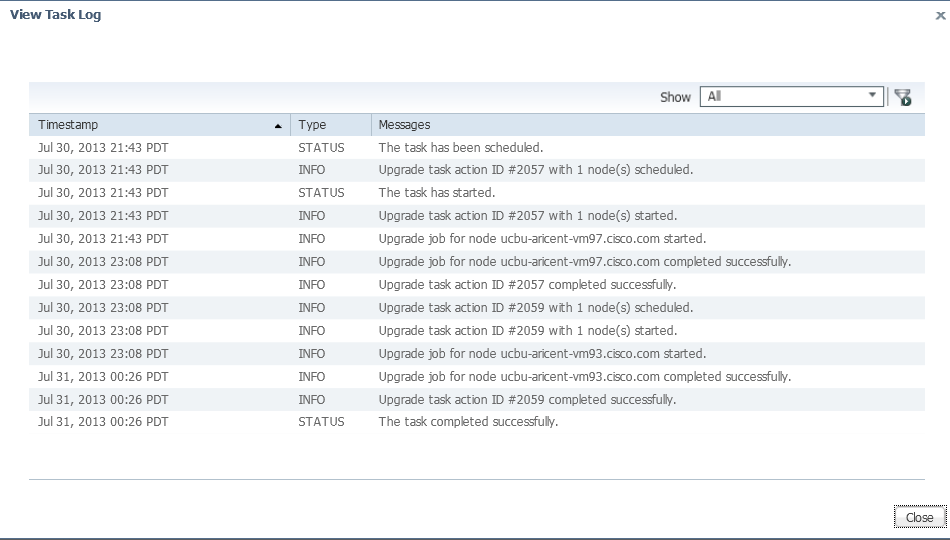 View Task Log
Show All
Timestamp Type Messages
Jul 30, 2013 21:43 PDT STATUS The task has been scheduled.
Jul 30, 2013 21:43 PDT INFO Upgrade task action ID #2057 with 1 node(s) scheduled.
Jul 30, 2013 21:43 PDT STATUS The task has started.
Jul 30, 2013 21:43 PDT INFO Upgrade task action ID #2057 with 1 node(s) started.
Jul 30, 2013 21:43 PDT INFO Upgrade job for node ucbu-aricent-vm97.cisco.com started.
Jul 30, 2013 23:08 PDT INFO Upgrade job for node ucbu-aricent-vm97.cisco.com completed successfully.
Jul 30, 2013 23:08 PDT INFO Upgrade task action ID #2057 completed successfully.
Jul 30, 2013 23:08 PDT INFO Upgrade task action ID #2059 with 1 node(s) scheduled.
Jul 30, 2013 23:08 PDT INFO Upgrade task action ID #2059 with 1 node(s) started.
Jul 30, 2013 23:08 PDT INFO Upgrade job for node ucbu-aricent-vm93.cisco.com started.
Jul 31, 2013 00:26 PDT INFO Upgrade job for node ucbu-aricent-vm93.cisco.com completed successfully.
Jul 31, 2013 00:26 PDT INFO Upgrade task action ID #2059 completed successfully.
Jul 31, 2013 00:26 PDT STATUS The task completed successfully.
Close